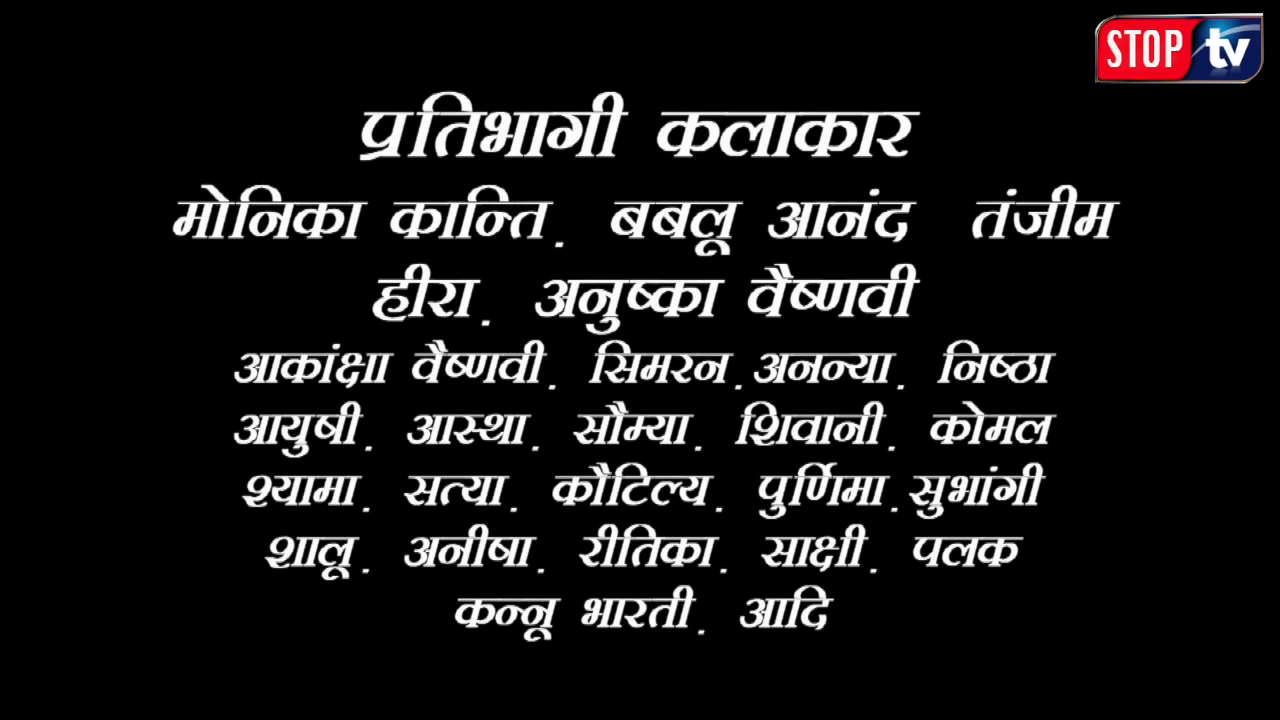 STOP tv
प्रतिभागी कलाकार
मोनिका कान्ति. बबलू आनंद तंजीम
हीरा. अनुष्का वैष्णवी
आकांक्षा वैष्णवी. सिमरन.अनन्या. निष्ठा
आयुषी. आस्था. सौम्या. शिवानी. कोमल
श्यामा. सत्या. कौटिल्य. पुर्णिमा.सुभांगी
शालू. अनीषा. रीतिका. साक्षी. पलक
कन्नू भारती. आदि